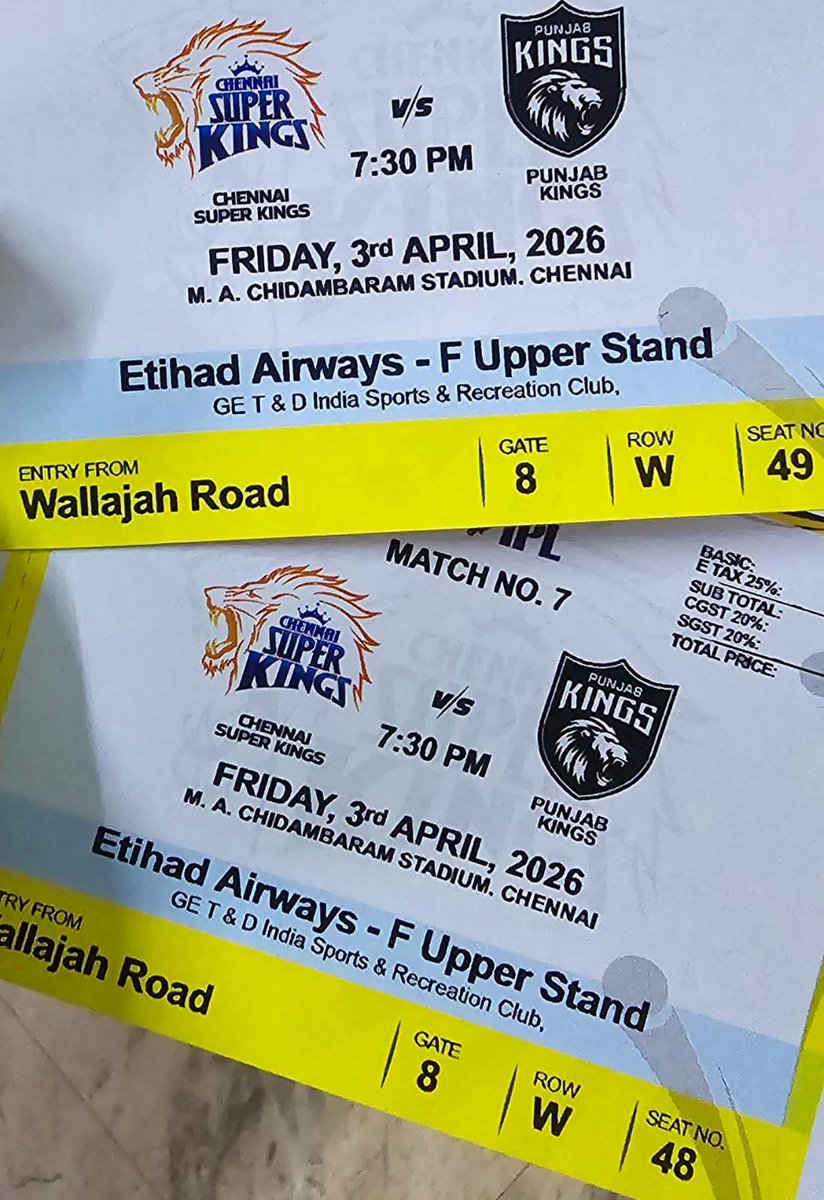 CHENNAI
SUPER
KINGS
PUNJAB
KINGS
V/S
7:30 PM
CHENNAI
SUPER KINGS
PUNJAB
KINGS
FRIDAY, 3rd APRIL, 2026
M. A. CHIDAMBARAM STADIUM. CHENNAI
Etihad Airways - F Upper Stand
GE T & D India Sports & Recreation Club,
ENTRY FROM
Wallajah Road
GATE
8
ROW
W
SEAT NO
49
IPL
MATCH NO. 7
BASIC:
E TAX 25%:
SUB TOTAL:
CGST 20%:
SGST 20%:
TOTAL PRICE:
CHENNAI
SUPER
KINGS
PUNJAB
KINGS
V/S
7:30 PM
CHENNAI
SUPER KINGS
PUNJAB
KINGS
FRIDAY, 3rd APRIL, 2026
M. A. CHIDAMBARAM STADIUM. CHENNAI
Etihad Airways - F Upper Stand
GE T & D India Sports & Recreation Club,
TRY FROM
allajah Road
GATE
8
ROW
W
SEAT NO.
48